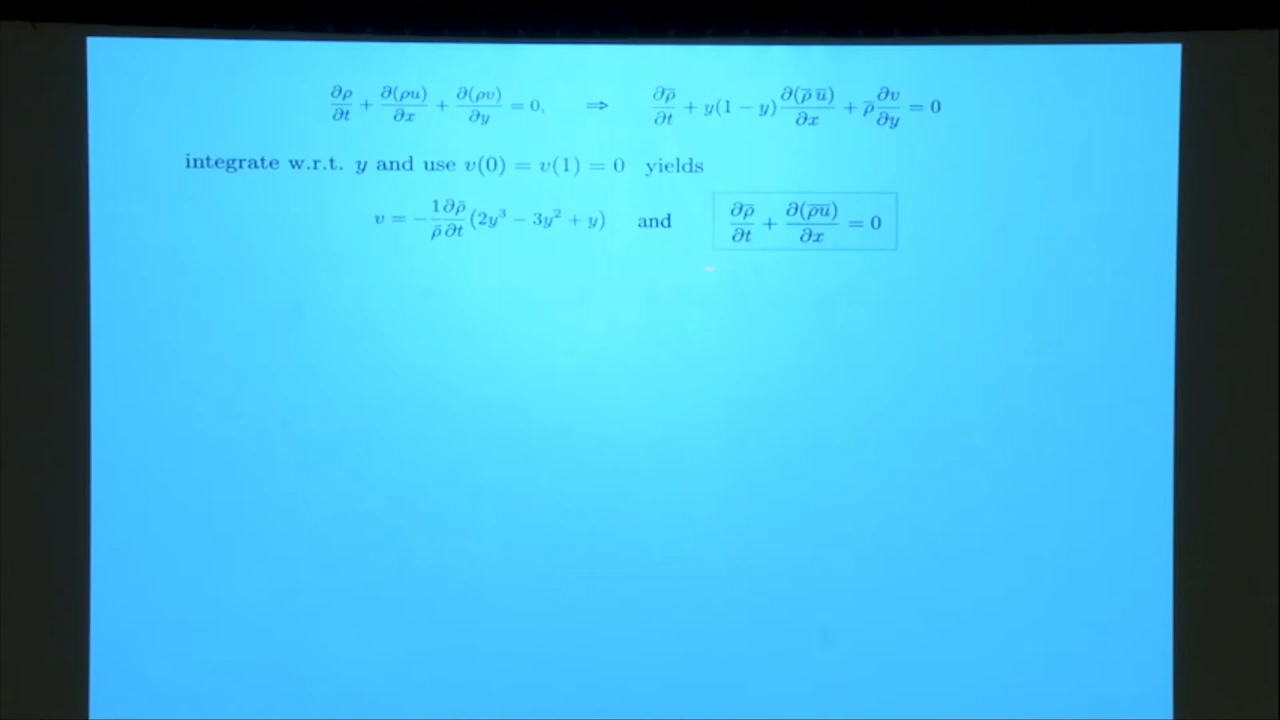 ∂ρ/∂t + ∂(ρu)/∂x + ∂(ρv)/∂y = 0, ⇒ ∂ρ̅/∂t + y(1 − y) ∂(ρ̅ u̅)/∂x + ρ̅ ∂v/∂y = 0
integrate w.r.t. y and use v(0) = v(1) = 0 yields
v = − 1/ρ̅ ∂ρ̅/∂t (2y³ − 3y² + y) and ∂ρ̅/∂t + ∂(ρ̅u̅)/∂x = 0